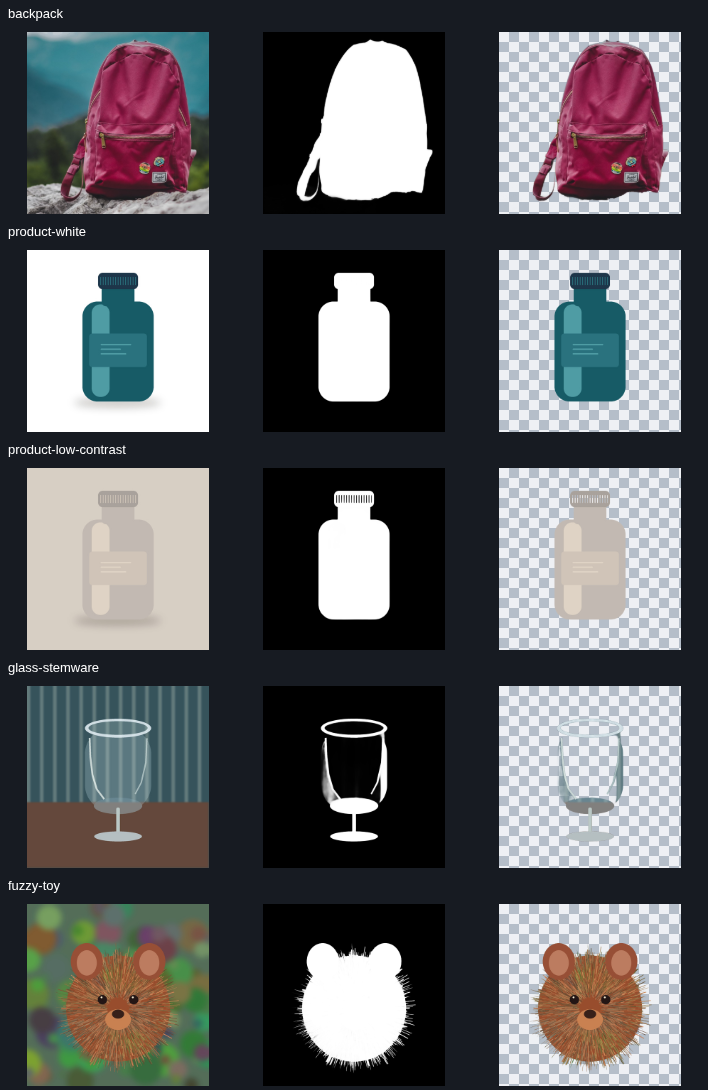 backpack
product-white
product-low-contrast
glass-stemware
fuzzy-toy